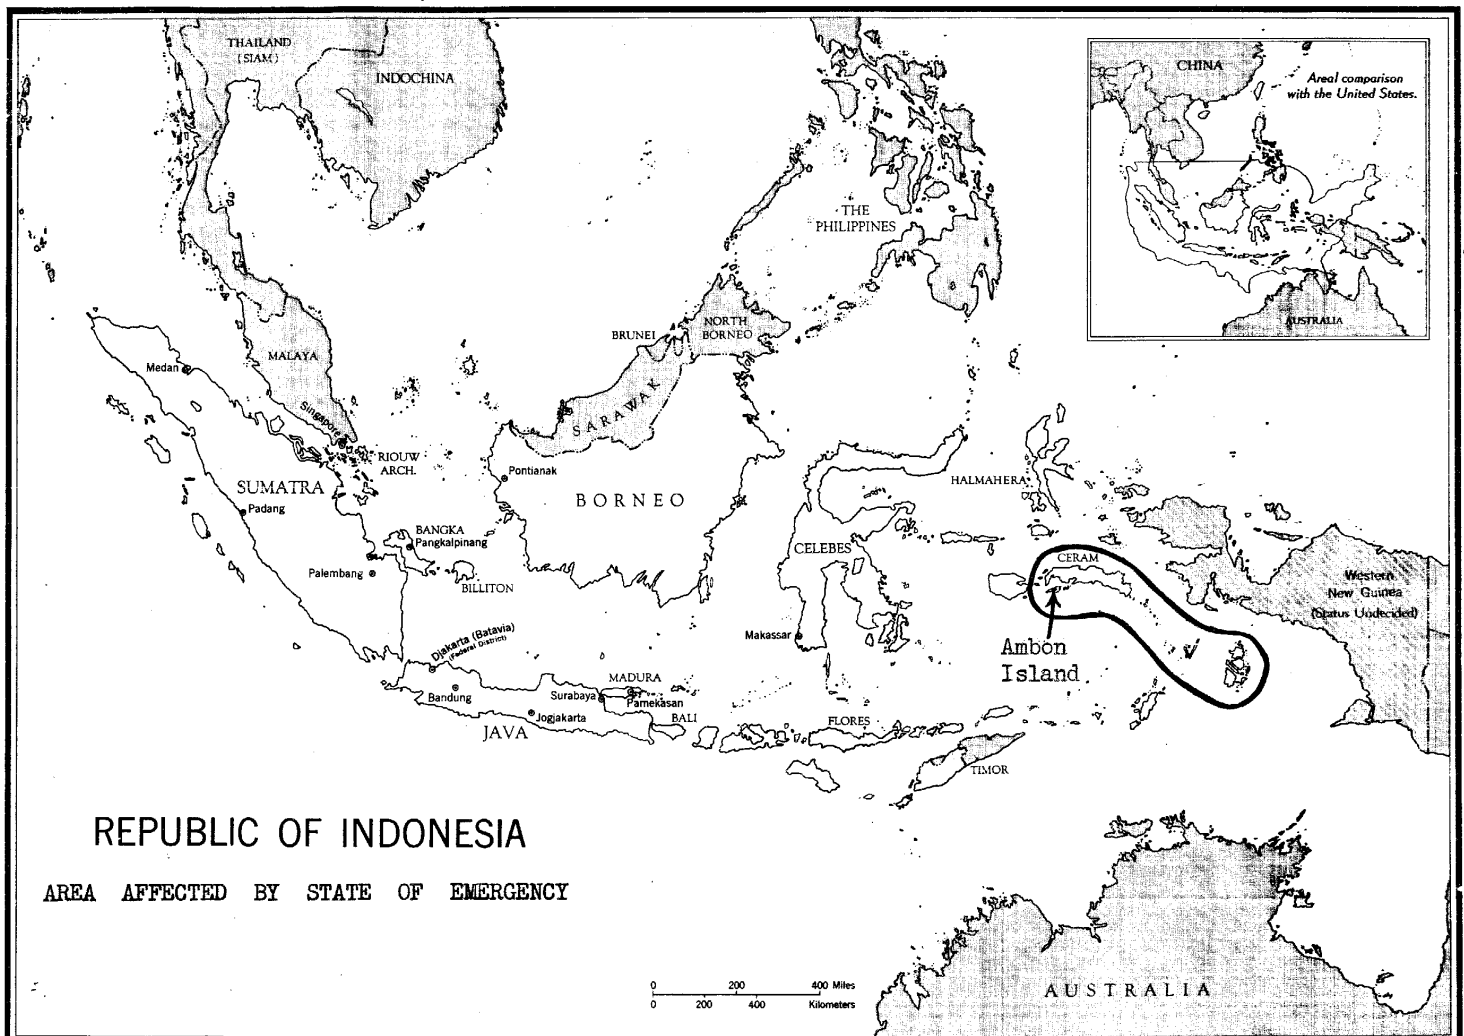 THAILAND
(SIAM)
INDOCHINA
CHINA
Areal comparison
with the United States.
AUSTRALIA
THE
PHILIPPINES
BRUNEI
NORTH
BORNEO
MALAYA
Medan
Singapore
SARAWAK
RIOUW
ARCH.
Pontianak
BORNEO
HALMAHERA
SUMATRA
Padang
BANGKA
Pangkalpinang
CELEBES
CERAM
Palembang
BILLITON
Western
New Guinea
(Status Undecided)
Djakarta (Batavia)
(Federal District)
Makassar
Ambon
Island
MADURA
Bandung
Surabaya
Pamekasan
Jogjakarta
BALI
FLORES
JAVA
TIMOR
REPUBLIC OF INDONESIA
AREA AFFECTED BY STATE OF EMERGENCY
0 200 400 Miles
0 200 400 Kilometers
AUSTRALIA